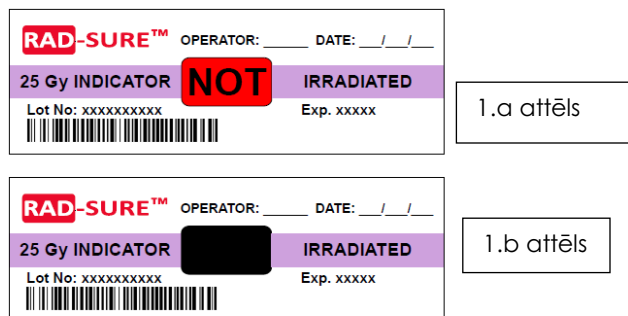 RAD-SURE™ OPERATOR: ______ DATE: ___/___/___
25 Gy INDICATOR NOT IRRADIATED
Lot No: xxxxxxxxxx Exp. xxxxx
1.a attēls
RAD-SURE™ OPERATOR: ______ DATE: ___/___/___
25 Gy INDICATOR IRRADIATED
Lot No: xxxxxxxxxx Exp. xxxxx
1.b attēls